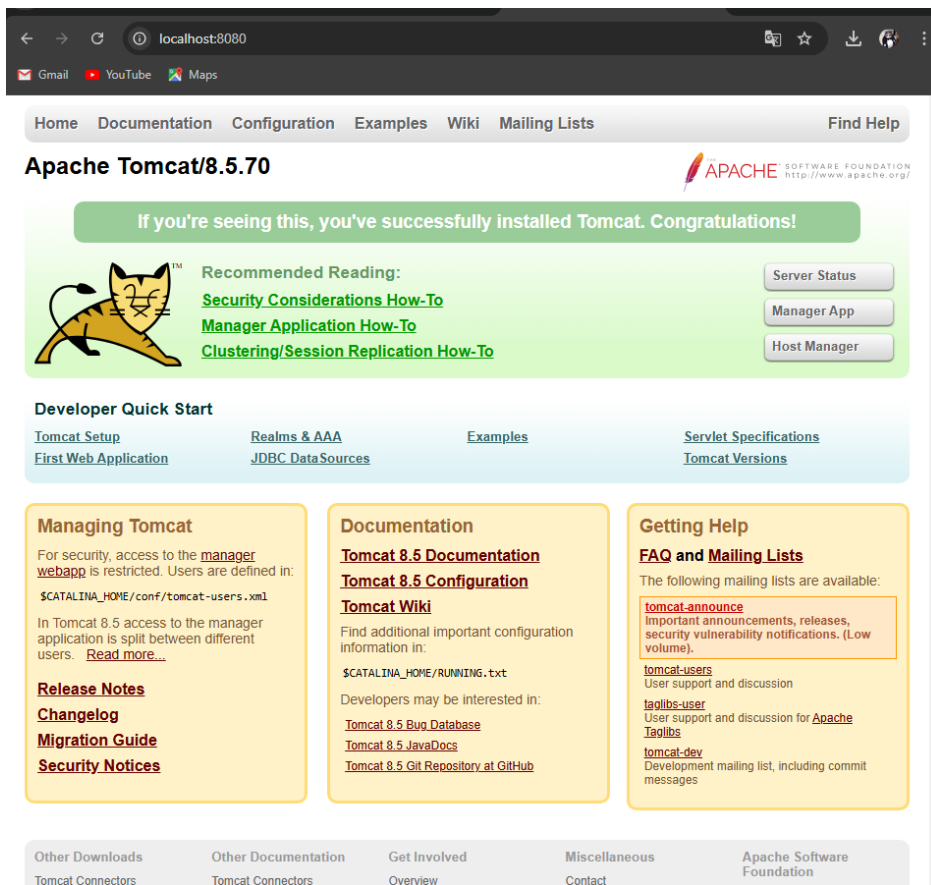 localhost:8080
Gmail YouTube Maps
Home Documentation Configuration Examples Wiki Mailing Lists Find Help
Apache Tomcat/8.5.70
THE
APACHE SOFTWARE FOUNDATION
http://www.apache.org/
If you're seeing this, you've successfully installed Tomcat. Congratulations!
TM
Recommended Reading:
Security Considerations How-To
Manager Application How-To
Clustering/Session Replication How-To
Server Status
Manager App
Host Manager
Developer Quick Start
Tomcat Setup
First Web Application
Realms & AAA
JDBC DataSources
Examples
Servlet Specifications
Tomcat Versions
Managing Tomcat
For security, access to the manager
webapp is restricted. Users are defined in:
$CATALINA_HOME/conf/tomcat-users.xml
In Tomcat 8.5 access to the manager
application is split between different
users. Read more...
Release Notes
Changelog
Migration Guide
Security Notices
Documentation
Tomcat 8.5 Documentation
Tomcat 8.5 Configuration
Tomcat Wiki
Find additional important configuration
information in:
$CATALINA_HOME/RUNNING.txt
Developers may be interested in:
Tomcat 8.5 Bug Database
Tomcat 8.5 JavaDocs
Tomcat 8.5 Git Repository at GitHub
Getting Help
FAQ and Mailing Lists
The following mailing lists are available:
tomcat-announce
Important announcements, releases,
security vulnerability notifications. (Low
volume).
tomcat-users
User support and discussion
taglibs-user
User support and discussion for Apache
Taglibs
tomcat-dev
Development mailing list, including commit
messages
Other Downloads
Tomcat Connectors
Other Documentation
Tomcat Connectors
Get Involved
Overview
Miscellaneous
Contact
Apache Software
Foundation